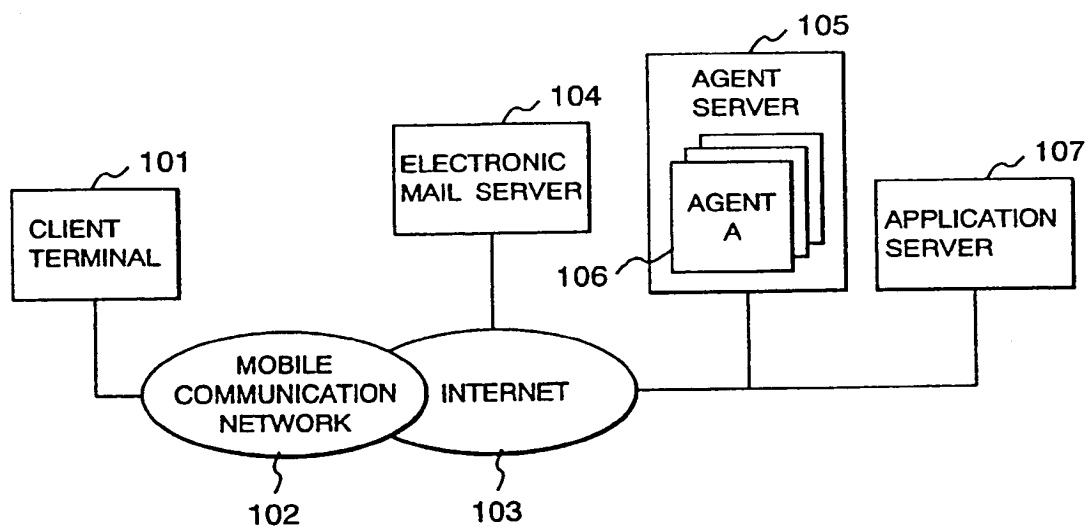 105
AGENT
SERVER
104
ELECTRONIC
MAIL SERVER
101
CLIENT
TERMINAL
107
APPLICATION
SERVER
AGENT
A
106
MOBILE
COMMUNICATION
NETWORK
INTERNET
102
103